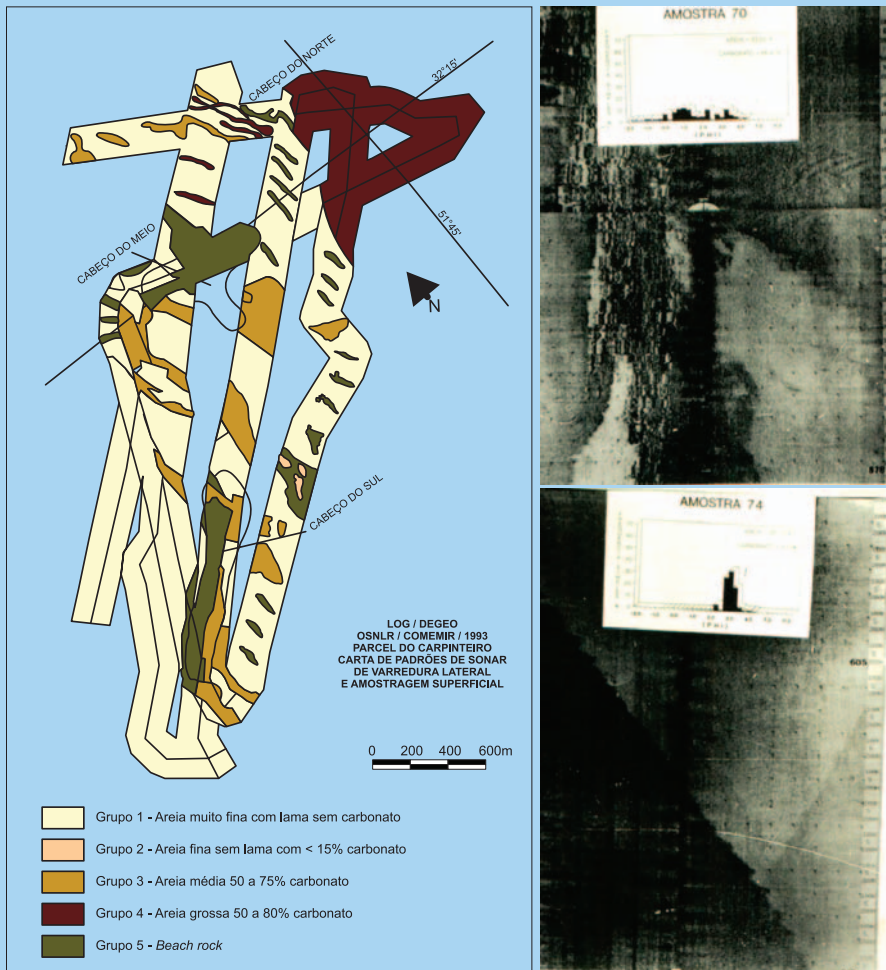 CABEÇO DO NORTE
32°15'
51°45'
CABEÇO DO MEIO
N
CABEÇO DO SUL
LOG / DEGEO
OSNLR / COMEMIR / 1993
PARCEL DO CARPINTEIRO
CARTA DE PADRÕES DE SONAR
DE VARREDURA LATERAL
E AMOSTRAGEM SUPERFICIAL
0 200 400 600m
Grupo 1 - Areia muito fina com lama sem carbonato
Grupo 2 - Areia fina sem lama com < 15% carbonato
Grupo 3 - Areia média 50 a 75% carbonato
Grupo 4 - Areia grossa 50 a 80% carbonato
Grupo 5 - Beach rock
AMOSTRA 70
(PHI)
AMOSTRA 74
(PHI)
605